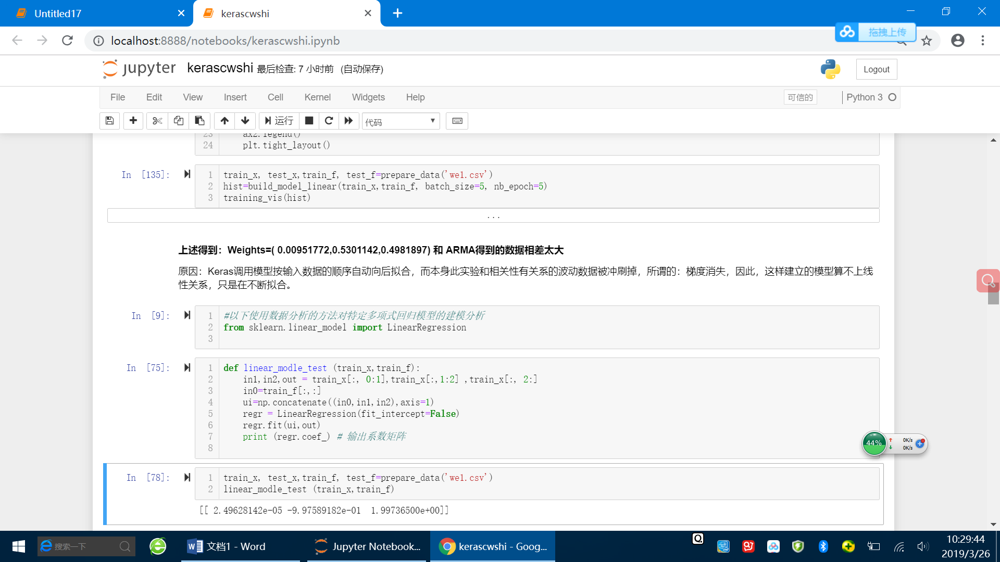 Untitled17
kerascwshi
localhost:8888/notebooks/kerascwshi.ipynb
拖拽上传
jupyter kerascwshi 最后检查: 7 小时前 (自动保存)
Logout
File Edit View Insert Cell Kernel Widgets Help
可信的
Python 3
运行
代码
23 ax2.legend()
24 plt.tight_layout()
In [135]:
1 train_x, test_x,train_f, test_f=prepare_data('we1.csv')
2 hist=build_model_linear(train_x,train_f, batch_size=5, nb_epoch=5)
3 training_vis(hist)
...
上述得到：Weights=( 0.00951772,0.5301142,0.4981897) 和 ARMA得到的数据相差太大
原因：Keras调用模型按输入数据的顺序自动向后拟合，而本身此实验和相关性有关系的波动数据被冲刷掉，所谓的：梯度消失，因此，这样建立的模型算不上线
性关系，只是在不断拟合。
In [9]:
1 #以下使用数据分析的方法对特定多项式回归模型的建模分析
2 from sklearn.linear_model import LinearRegression
3
In [75]:
1 def linear_modle_test (train_x,train_f):
2 in1,in2,out = train_x[:, 0:1],train_x[:,1:2] ,train_x[:, 2:]
3 in0=train_f[:,:]
4 ui=np.concatenate((in0,in1,in2),axis=1)
5 regr = LinearRegression(fit_intercept=False)
6 regr.fit(ui,out)
7 print (regr.coef_) # 输出系数矩阵
8
In [78]:
1 train_x, test_x,train_f, test_f=prepare_data('we1.csv')
2 linear_modle_test (train_x,train_f)
[[ 2.49628142e-05 -9.97589182e-01 1.99736500e+00]]
44%
0K/s
0K/s
搜索一下
文档1 - Word
Jupyter Notebook...
kerascwshi - Goog...
10:29:44
2019/3/26